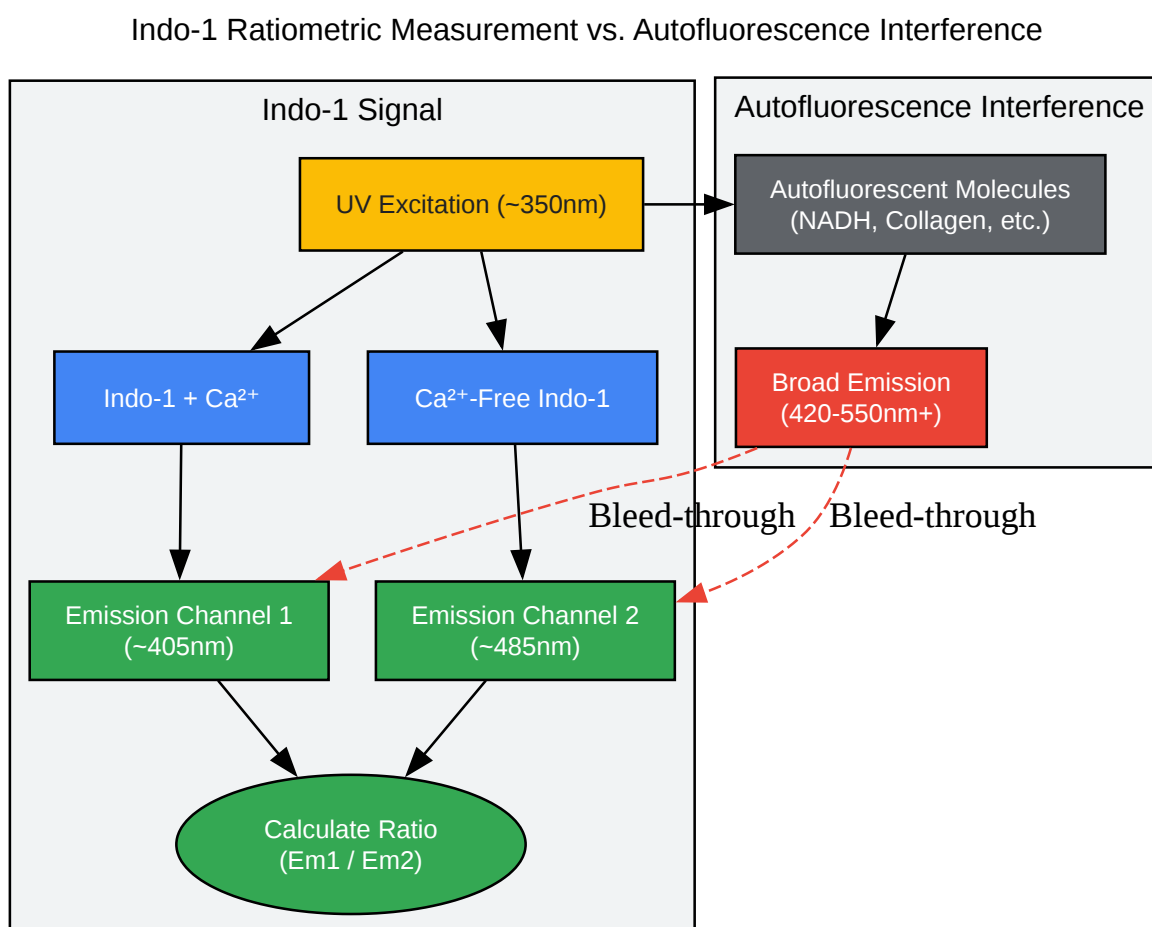 Indo-1 Ratiometric Measurement vs. Autofluorescence Interference
Indo-1 Signal
Autofluorescence Interference
UV Excitation (~350nm)
Autofluorescent Molecules
(NADH, Collagen, etc.)
Indo-1 + Ca²⁺
Ca²⁺-Free Indo-1
Broad Emission
(420-550nm+)
Bleed-through
Bleed-through
Emission Channel 1
(~405nm)
Emission Channel 2
(~485nm)
Calculate Ratio
(Em1 / Em2)